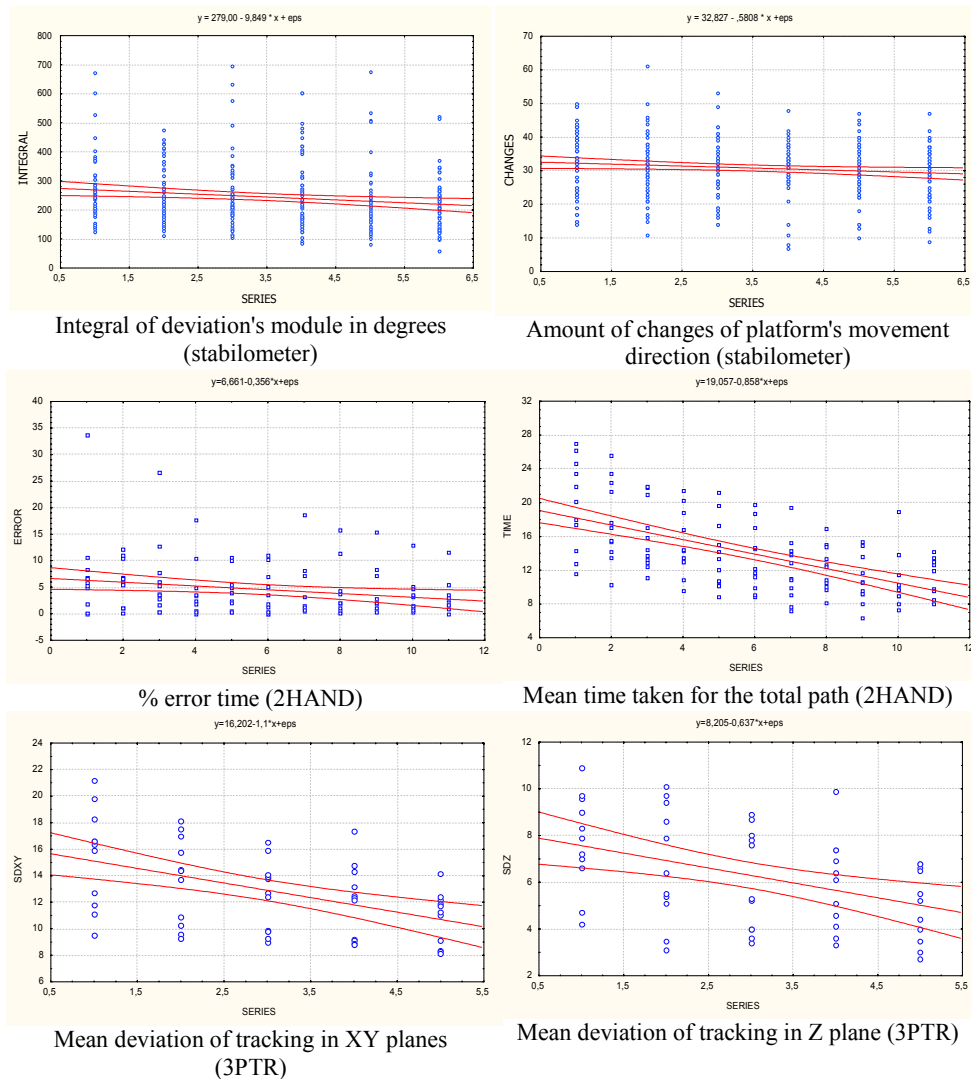 y = 279,00 - 9,849 * x + eps
800
700
600
500
400
300
200
100
0
INTEGRAL
0,5 1,5 2,5 3,5 4,5 5,5 6,5
SERIES
Integral of deviation's module in degrees
(stabilometer)
y = 32,827 - ,5808 * x +eps
70
60
50
40
30
20
10
0
CHANGES
0,5 1,5 2,5 3,5 4,5 5,5 6,5
SERIES
Amount of changes of platform's movement
direction (stabilometer)
y=6,661-0,356*x+eps
40
35
30
25
20
15
10
5
0
-5
ERROR
0 2 4 6 8 10 12
SERIES
% error time (2HAND)
y=19,057-0,858*x+eps
32
28
24
20
16
12
8
4
TIME
0 2 4 6 8 10 12
SERIES
Mean time taken for the total path (2HAND)
y=16,202-1,1*x+eps
24
22
20
18
16
14
12
10
8
6
SDXY
0,5 1,5 2,5 3,5 4,5 5,5
SERIES
Mean deviation of tracking in XY planes
(3PTR)
y=8,205-0,637*x+eps
12
10
8
6
4
2
SDZ
0,5 1,5 2,5 3,5 4,5 5,5
SERIES
Mean deviation of tracking in Z plane (3PTR)